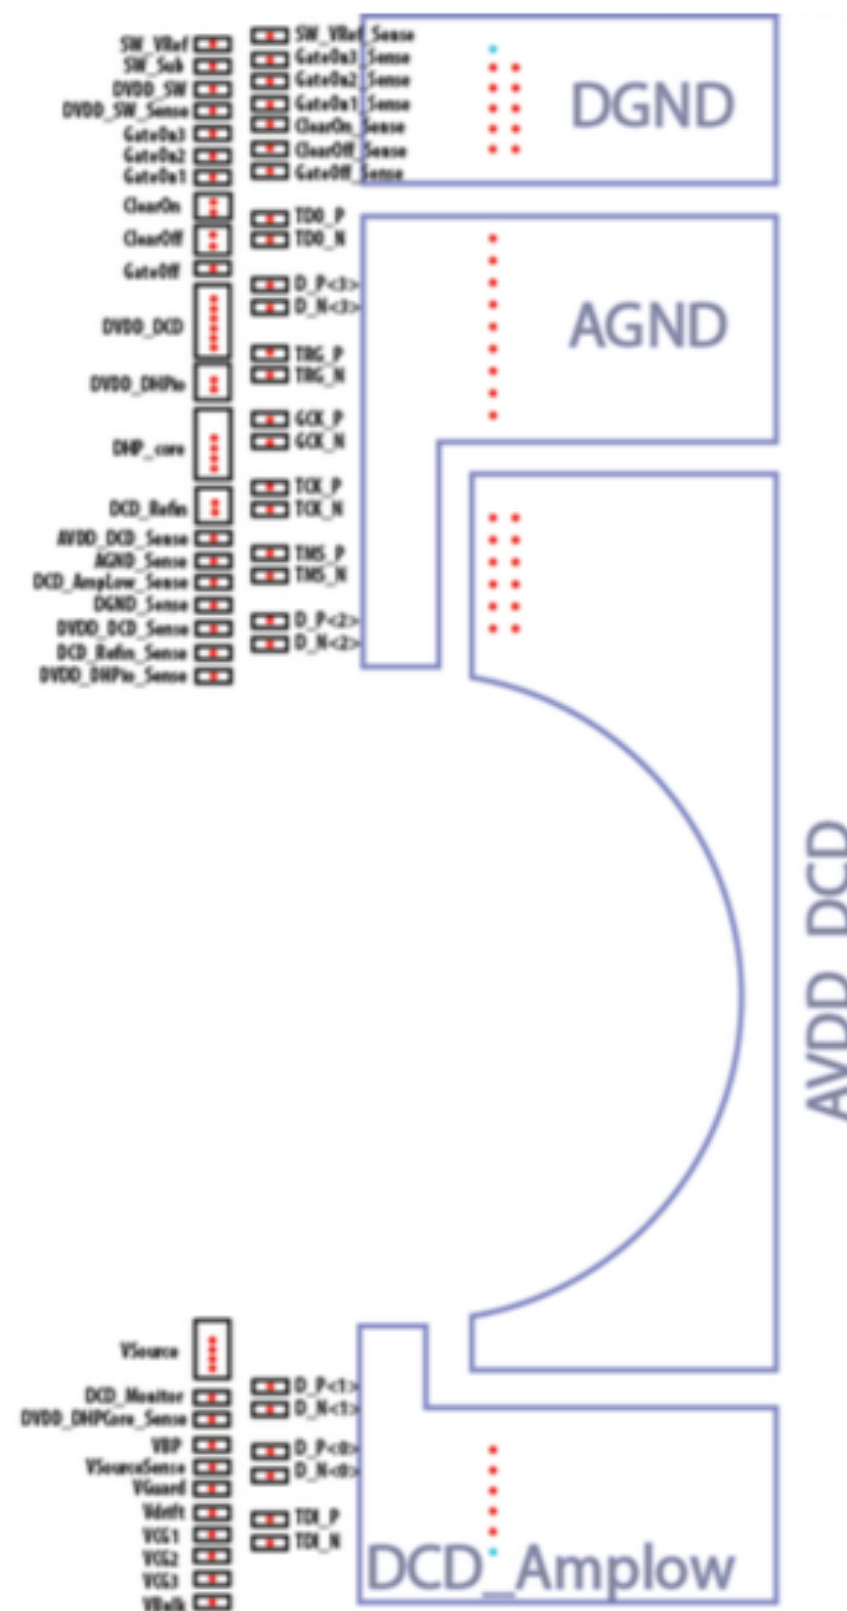 SW_VRef
SW_Sub
DVDD_SW
DVDD_SW_Sense
GateOn3
GateOn2
GateOn1
ClearOn
ClearOff
GateOff
DVDD_DCD
DVDD_DHPio
DHP_core
DCD_Refin
AVDD_DCD_Sense
AGND_Sense
DCD_AmpLow_Sense
DGND_Sense
DVDD_DCD_Sense
DCD_Refin_Sense
DVDD_DHPio_Sense
SW_VRef_Sense
GateOn3_Sense
GateOn2_Sense
GateOn1_Sense
ClearOn_Sense
ClearOff_Sense
GateOff_Sense
TDO_P
TDO_N
D_P<3>
D_N<3>
TRG_P
TRG_N
GCK_P
GCK_N
TCK_P
TCK_N
TMS_P
TMS_N
D_P<2>
D_N<2>
DGND
AGND
AVDD DCD
VSource
DCD_Monitor
DVDD_DHPCore_Sense
VBP
VSourceSense
VGuard
Vdrift
VCG1
VCG2
VCG3
VBulk
D_P<1>
D_N<1>
D_P<0>
D_N<0>
TDI_P
TDI_N
DCD_Amplow